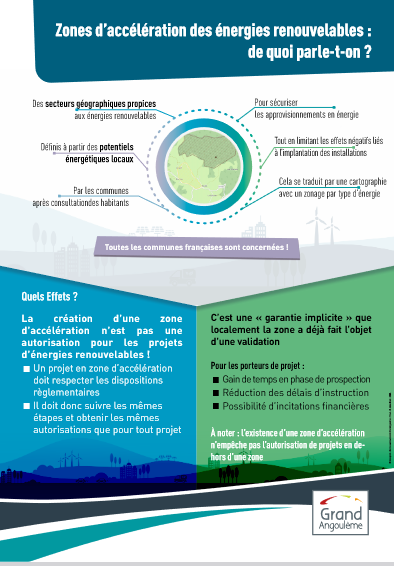 Zones d'accélération des énergies renouvelables :
de quoi parle-t-on ?
Des secteurs géographiques propices
aux énergies renouvelables
Définis à partir des potentiels
énergétiques locaux
Par les communes
après consultationdes habitants
Pour sécuriser
les approvisionnements en énergie
Tout en limitant les effets négatifs liés
à l'implantation des installations
Cela se traduit par une cartographie
avec un zonage par type d'énergie
Toutes les communes françaises sont concernées !
Quels Effets ?
La création d'une zone
d'accélération n'est pas une
autorisation pour les projets
d'énergies renouvelables !
Un projet en zone d'accélération
doit respecter les dispositions
règlementaires
Il doit donc suivre les mêmes
étapes et obtenir les mêmes
autorisations que pour tout projet
C'est une « garantie implicite » que
localement la zone a déjà fait l'objet
d'une validation
Pour les porteurs de projet :
Gain de temps en phase de prospection
Réduction des délais d'instruction
Possibilité d'incitations financières
À noter : l'existence d'une zone d'accélération
n'empêche pas l'autorisation de projets en de-
hors d'une zone
Grand
Angoulême